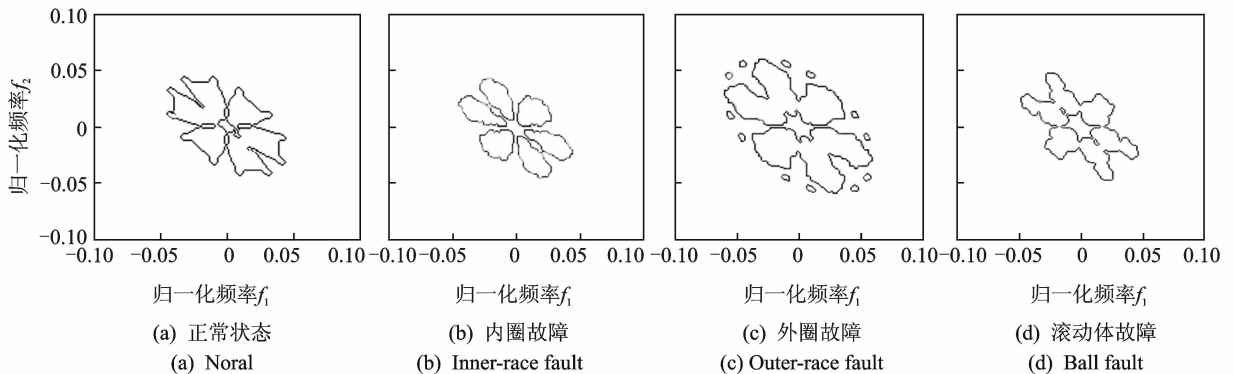 0.10
0.05
0
−0.05
−0.10
归一化频率f₂
−0.10 −0.05 0 0.05 0.10 −0.10 −0.05 0 0.05 0.10 −0.10 −0.05 0 0.05 0.10 −0.10 −0.05 0 0.05 0.10
归一化频率f₁ 归一化频率f₁ 归一化频率f₁ 归一化频率f₁
(a) 正常状态 (b) 内圈故障 (c) 外圈故障 (d) 滚动体故障
(a) Noral (b) Inner-race fault (c) Outer-race fault (d) Ball fault